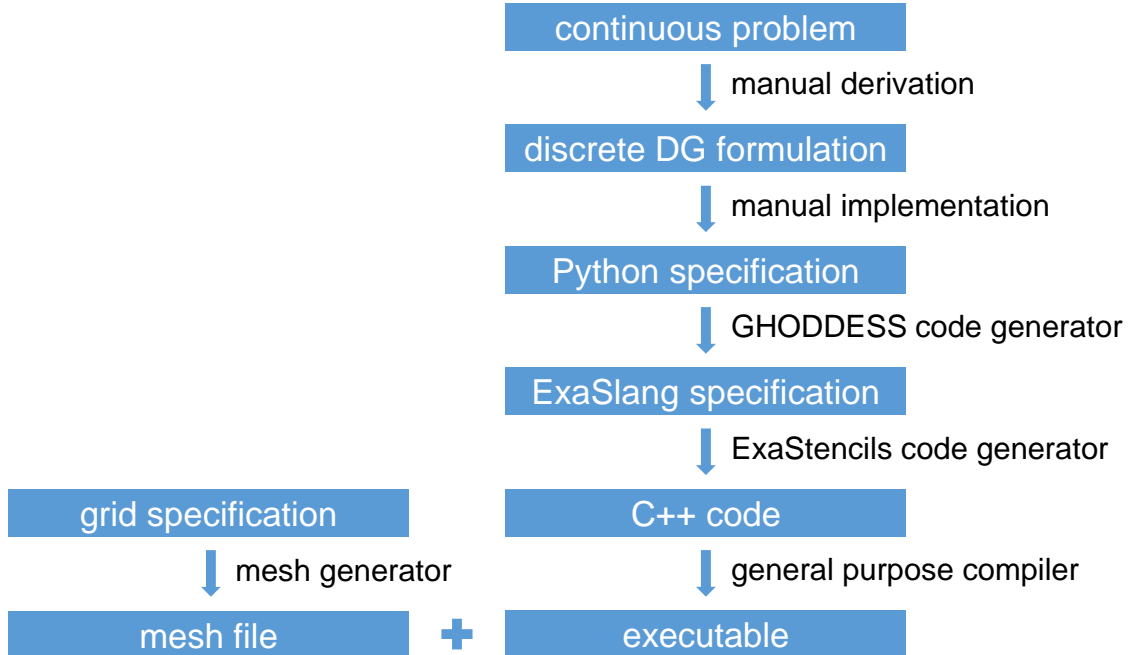 continuous problem
manual derivation
discrete DG formulation
manual implementation
Python specification
GHODDESS code generator
ExaSlang specification
ExaStencils code generator
grid specification
C++ code
mesh generator
general purpose compiler
mesh file
+
executable